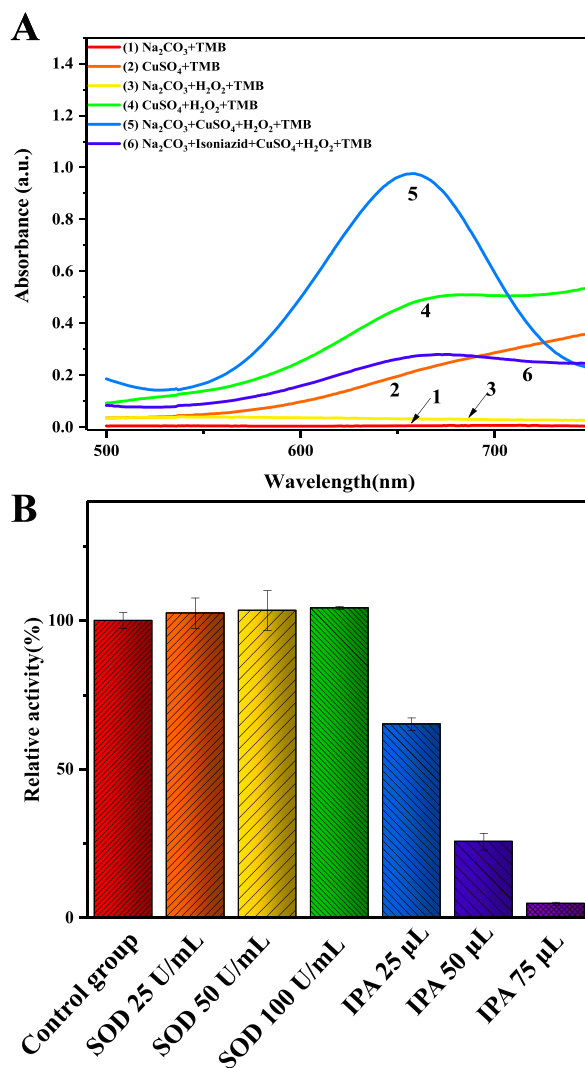 A
(1) Na₂CO₃+TMB
(2) CuSO₄+TMB
(3) Na₂CO₃+H₂O₂+TMB
(4) CuSO₄+H₂O₂+TMB
(5) Na₂CO₃+CuSO₄+H₂O₂+TMB
(6) Na₂CO₃+Isoniazid+CuSO₄+H₂O₂+TMB
Absorbance (a.u.)
1.4
1.2
1.0
0.8
0.6
0.4
0.2
0.0
5
4
6
2
1
3
500
600
700
Wavelength(nm)
B
Relative activity(%)
100
50
0
Control group
SOD 25 U/mL
SOD 50 U/mL
SOD 100 U/mL
IPA 25 μL
IPA 50 μL
IPA 75 μL